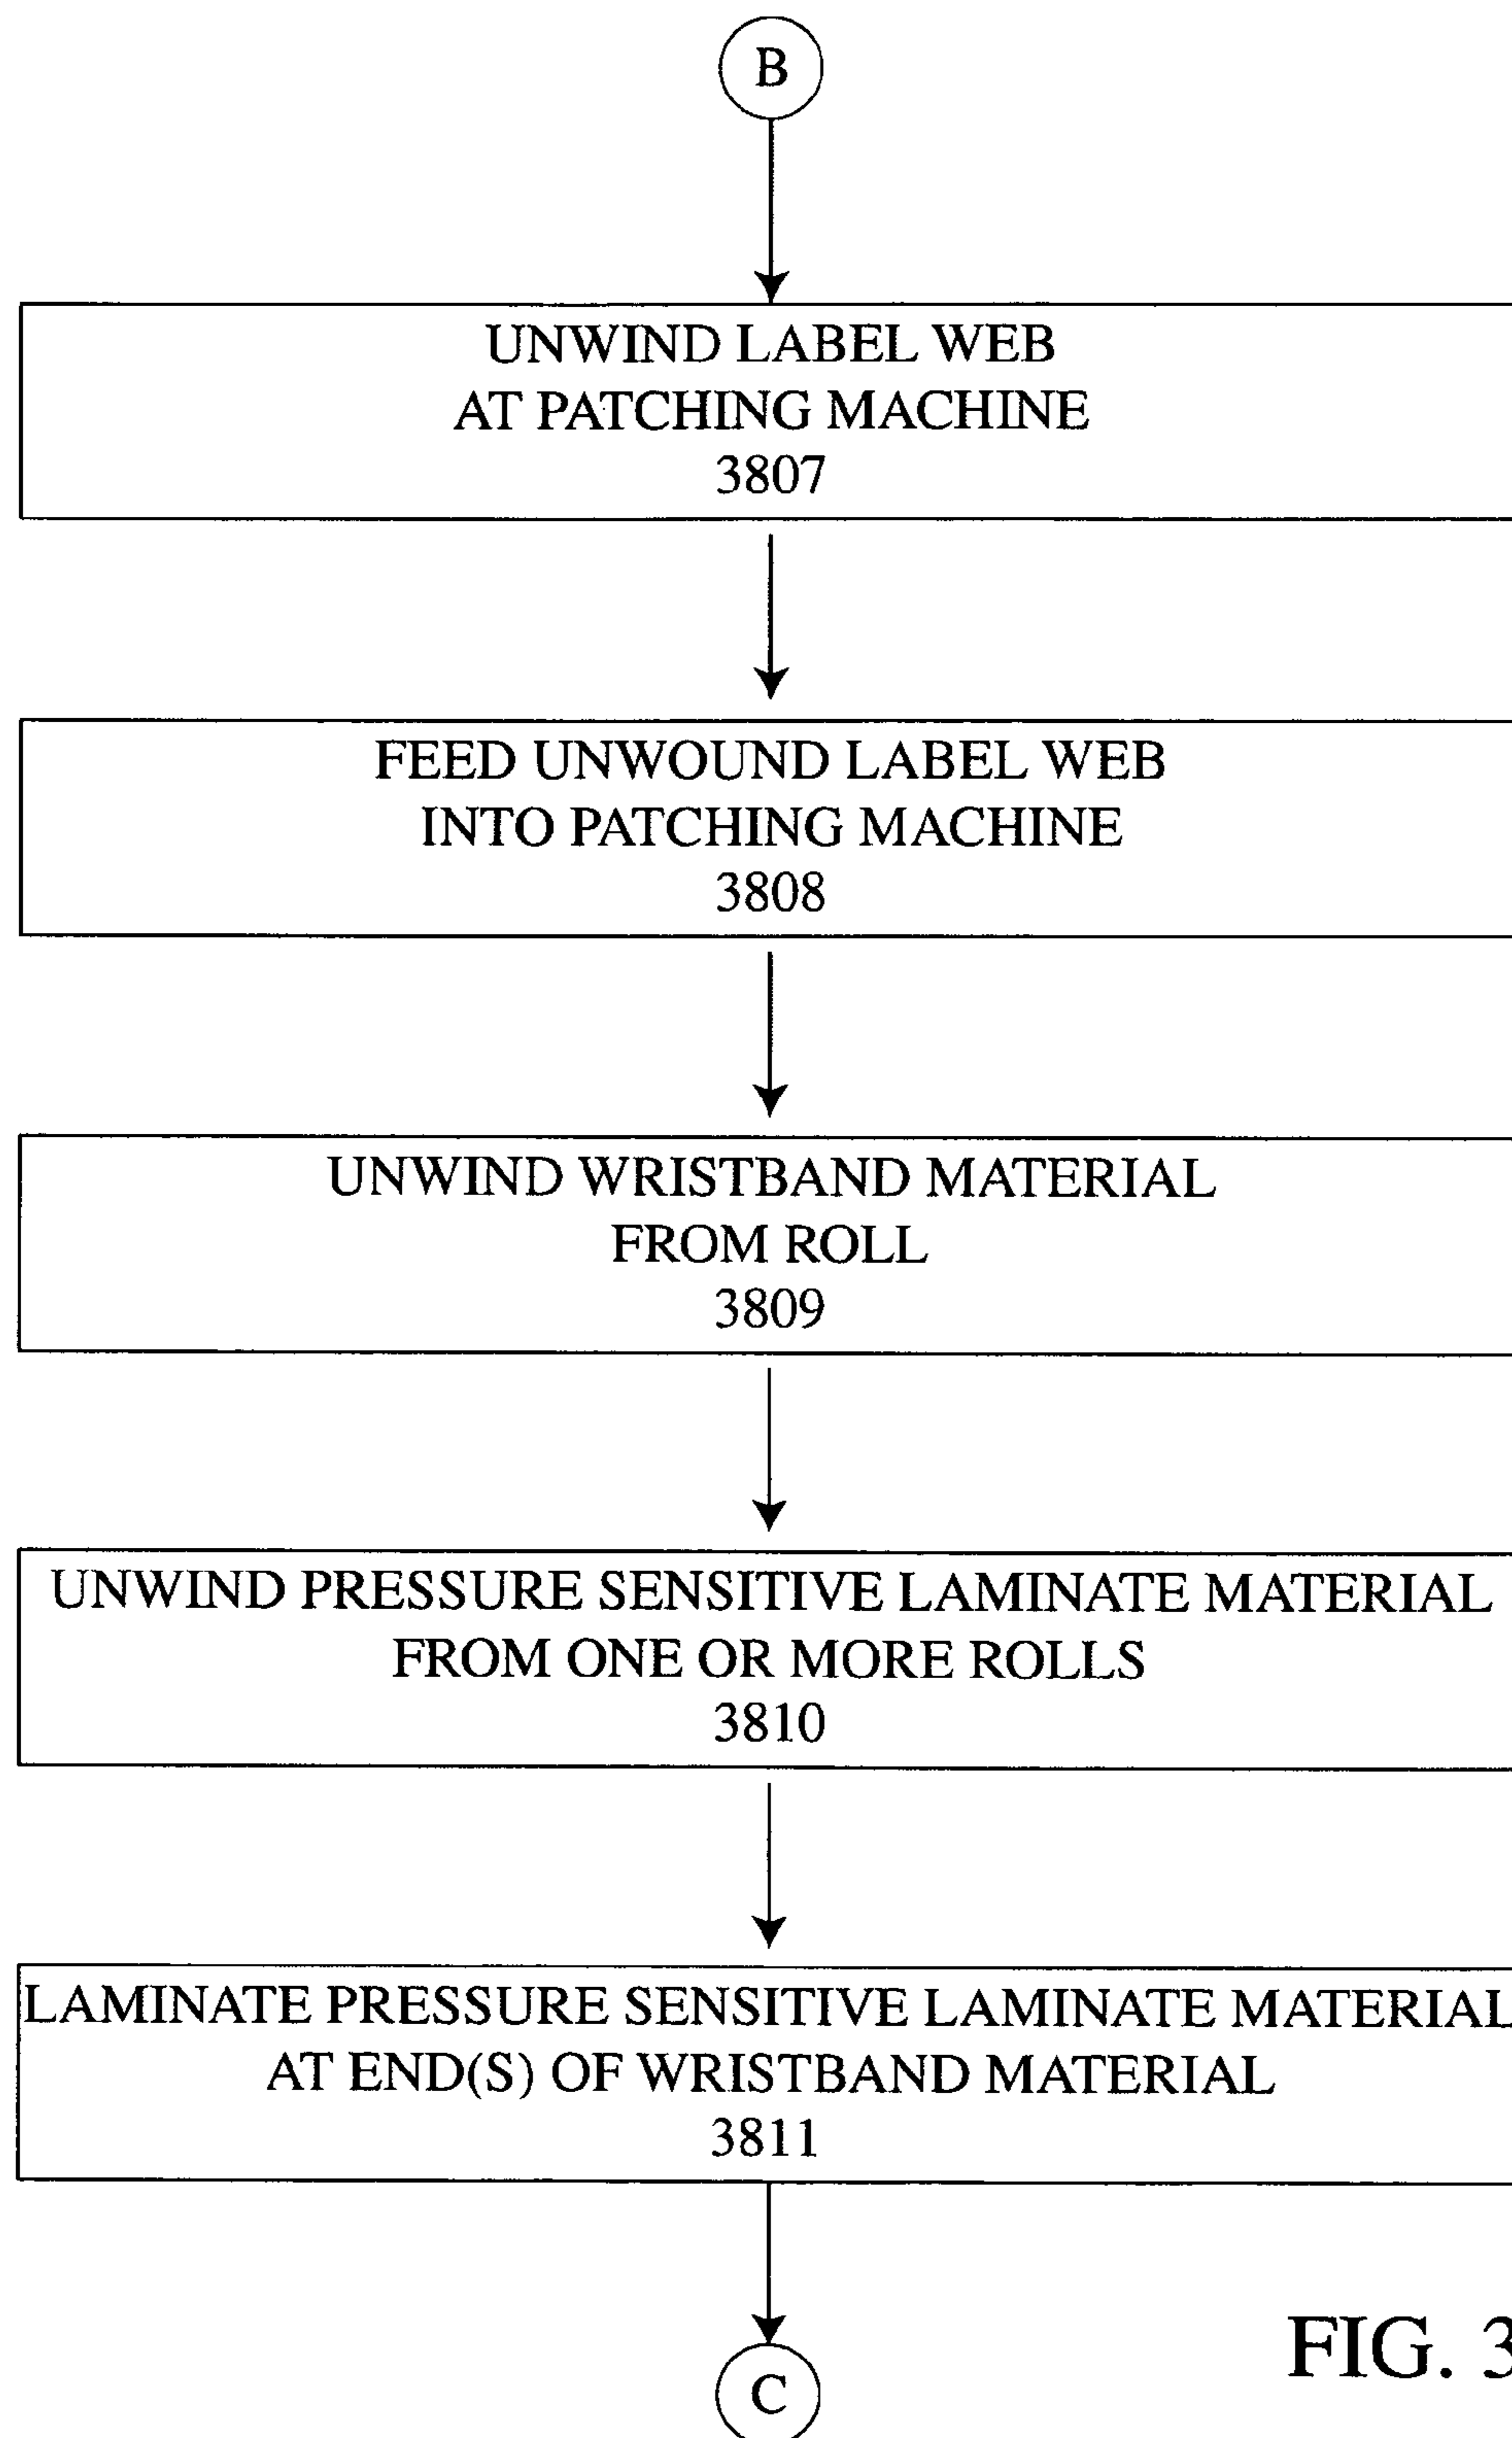 B
UNWIND LABEL WEB
AT PATCHING MACHINE
3807
FEED UNWOUND LABEL WEB
INTO PATCHING MACHINE
3808
UNWIND WRISTBAND MATERIAL
FROM ROLL
3809
UNWIND PRESSURE SENSITIVE LAMINATE MATERIAL
FROM ONE OR MORE ROLLS
3810
LAMINATE PRESSURE SENSITIVE LAMINATE MATERIAL
AT END(S) OF WRISTBAND MATERIAL
3811
C
FIG. 3